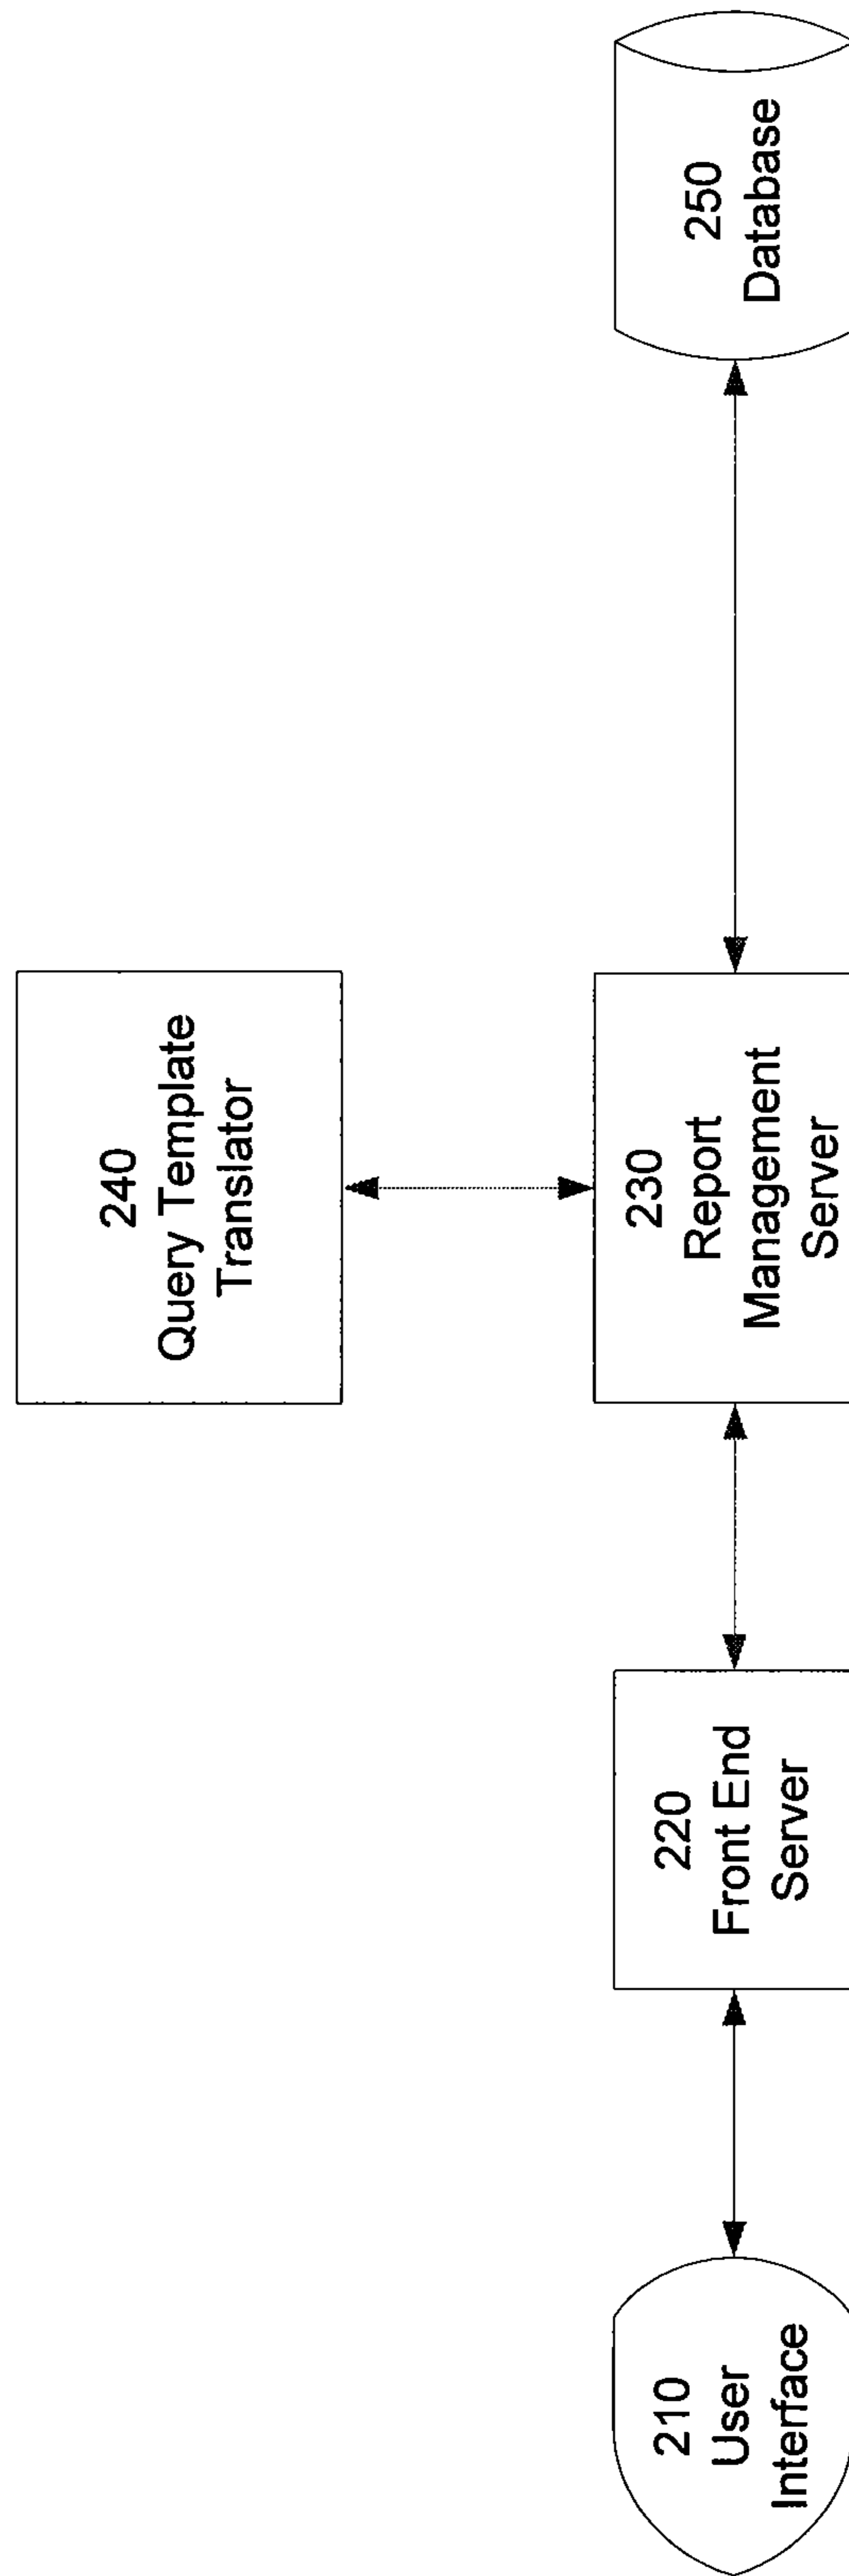 240
Query Template
Translator
210
User
Interface
220
Front End
Server
230
Report
Management
Server
250
Database